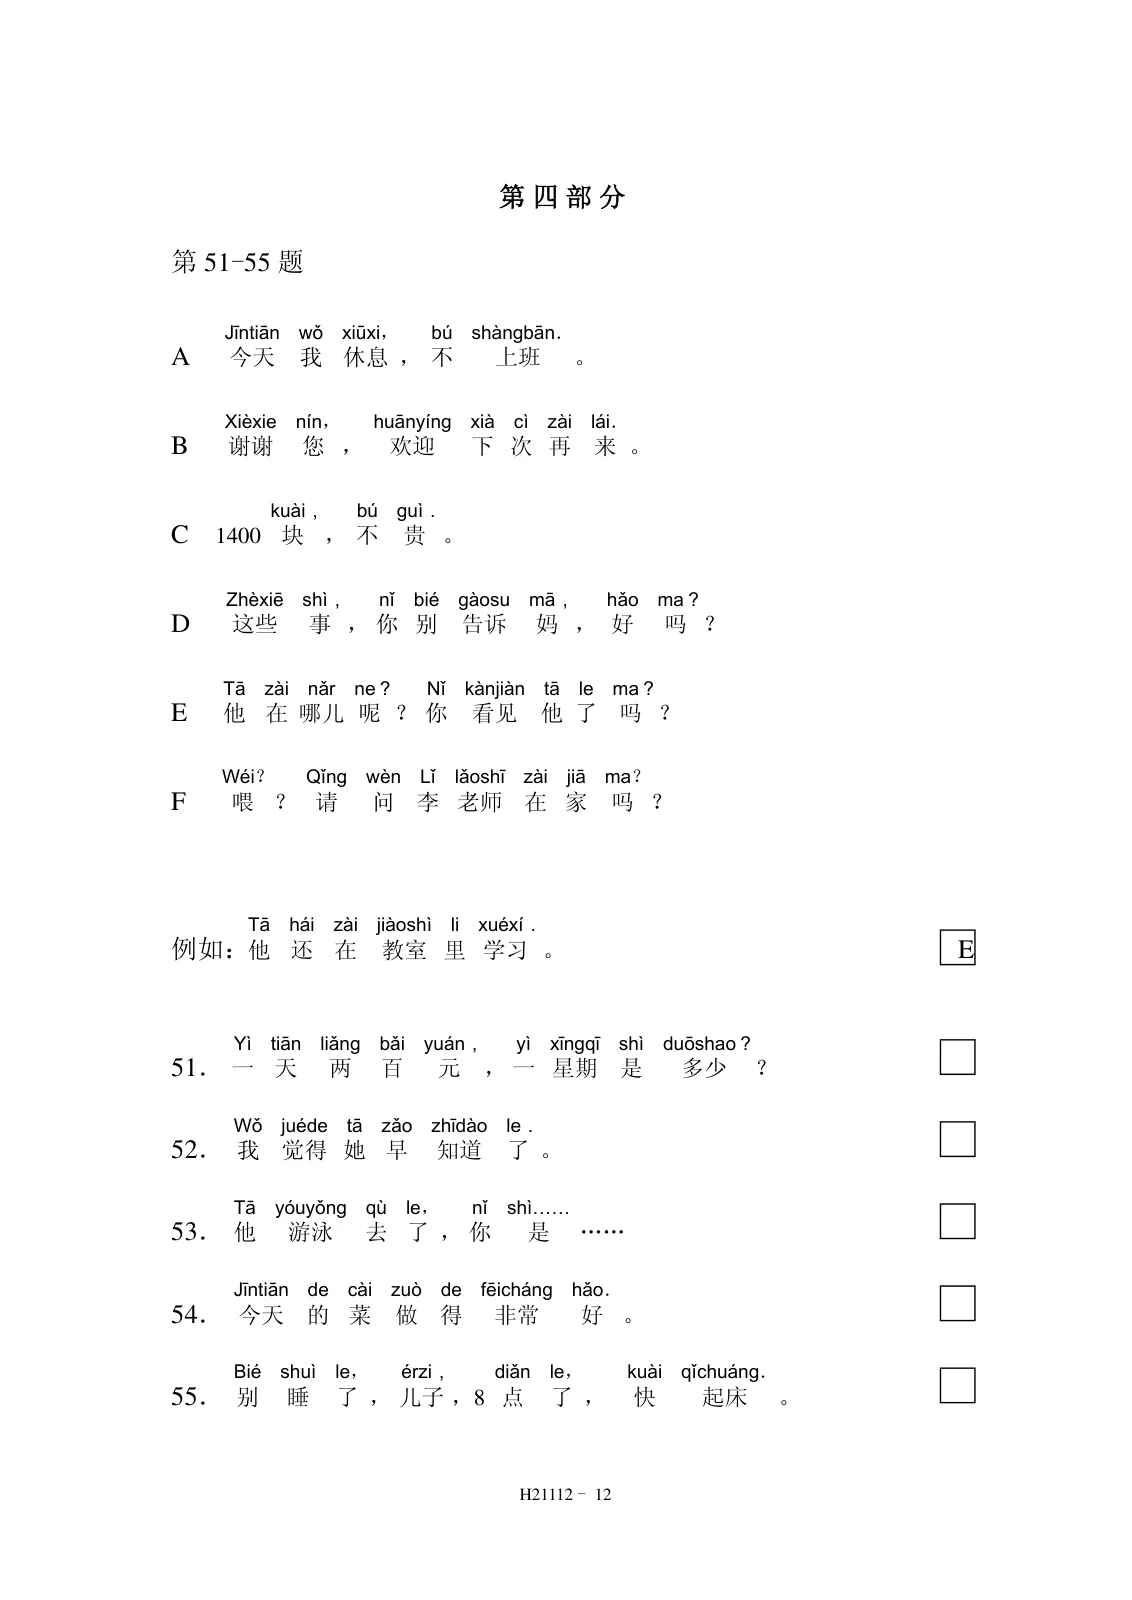 第四部分
第 51-55 题
Jīntiān wǒ xiūxi, bú shàngbān.
A 今天 我 休息,不 上班 。
Xièxie nín, huānyíng xià cì zài lái.
B 谢谢 您 , 欢迎 下 次 再 来 。
kuài, bú guì.
C 1400 块 ,不 贵 。
Zhèxiē shì, nǐ bié gàosu mā, hǎo ma?
D 这些 事 ,你 别 告诉 妈 , 好 吗 ?
Tā zài nǎr ne? Nǐ kànjiàn tā le ma?
E 他 在 哪儿 呢 ?你 看见 他 了 吗 ?
Wéi? Qǐng wèn Lǐ lǎoshī zài jiā ma?
F 喂 ? 请 问 李 老师 在 家 吗 ?
Tā hái zài jiàoshì li xuéxí.
例如:他 还 在 教室 里 学习 。 E
Yì tiān liǎng bǎi yuán, yì xīngqī shì duōshao?
51. 一 天 两 百 元 ,一 星期 是 多少 ?
Wǒ juéde tā zǎo zhīdào le.
52. 我 觉得 她 早 知道 了 。
Tā yóuyǒng qù le, nǐ shì……
53. 他 游泳 去 了 ,你 是 ……
Jīntiān de cài zuò de fēicháng hǎo.
54. 今天 的 菜 做 得 非常 好 。
Bié shuì le, érzi, diǎn le, kuài qǐchuáng.
55. 别 睡 了 ,儿子 ,8 点 了 , 快 起床 。
H21112- 12